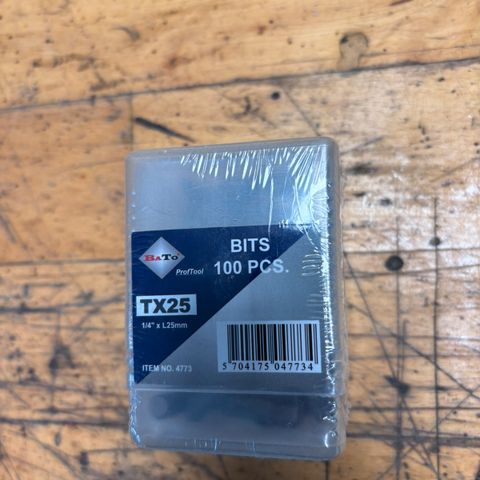 BATO
ProfTool
BITS
100 PCS.
TX25
1/4" x L25mm
ITEM NO. 4773
5 704175 047734